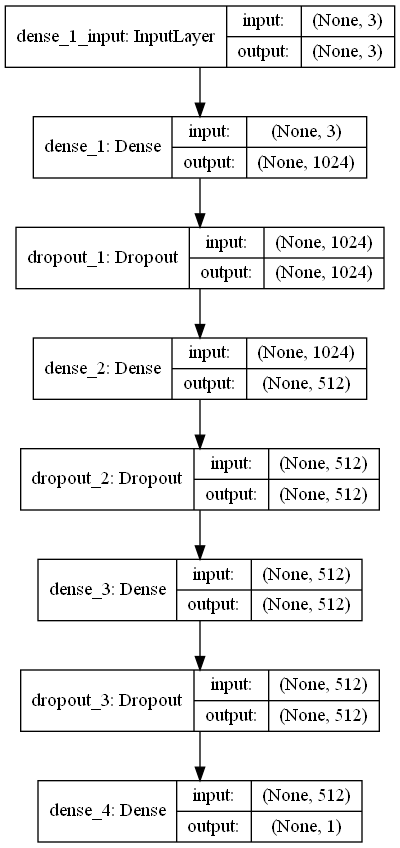 dense_1_input: InputLayer
input: (None, 3)
output: (None, 3)
dense_1: Dense
input: (None, 3)
output: (None, 1024)
dropout_1: Dropout
input: (None, 1024)
output: (None, 1024)
dense_2: Dense
input: (None, 1024)
output: (None, 512)
dropout_2: Dropout
input: (None, 512)
output: (None, 512)
dense_3: Dense
input: (None, 512)
output: (None, 512)
dropout_3: Dropout
input: (None, 512)
output: (None, 512)
dense_4: Dense
input: (None, 512)
output: (None, 1)